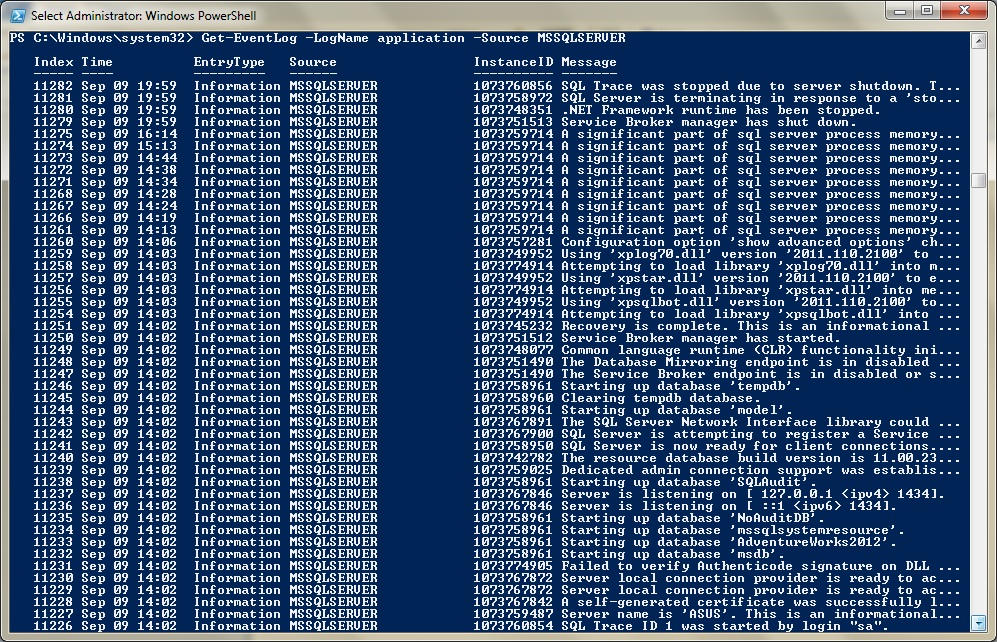 Select Administrator: Windows PowerShell
PS C:\Windows\system32> Get-EventLog -LogName application -Source MSSQLSERVER
Index Time EntryType Source InstanceID Message
----- ---- --------- ------ ---------- -------
11282 Sep 09 19:59 Information MSSQLSERVER 1073760856 SQL Trace was stopped due to server shutdown. T...
11281 Sep 09 19:59 Information MSSQLSERVER 1073758972 SQL Server is terminating in response to a 'sto...
11280 Sep 09 19:59 Information MSSQLSERVER 1073748351 .NET Framework runtime has been stopped.
11279 Sep 09 19:59 Information MSSQLSERVER 1073751513 Service Broker manager has shut down.
11275 Sep 09 16:14 Information MSSQLSERVER 1073759714 A significant part of sql server process memory...
11274 Sep 09 15:13 Information MSSQLSERVER 1073759714 A significant part of sql server process memory...
11273 Sep 09 14:44 Information MSSQLSERVER 1073759714 A significant part of sql server process memory...
11272 Sep 09 14:38 Information MSSQLSERVER 1073759714 A significant part of sql server process memory...
11271 Sep 09 14:34 Information MSSQLSERVER 1073759714 A significant part of sql server process memory...
11268 Sep 09 14:28 Information MSSQLSERVER 1073759714 A significant part of sql server process memory...
11267 Sep 09 14:24 Information MSSQLSERVER 1073759714 A significant part of sql server process memory...
11266 Sep 09 14:19 Information MSSQLSERVER 1073759714 A significant part of sql server process memory...
11261 Sep 09 14:13 Information MSSQLSERVER 1073759714 A significant part of sql server process memory...
11260 Sep 09 14:06 Information MSSQLSERVER 1073757281 Configuration option 'show advanced options' ch...
11259 Sep 09 14:03 Information MSSQLSERVER 1073749952 Using 'xplog70.dll' version '2011.110.2100' to ...
11258 Sep 09 14:03 Information MSSQLSERVER 1073774914 Attempting to load library 'xplog70.dll' into m...
11257 Sep 09 14:03 Information MSSQLSERVER 1073749952 Using 'xpstar.dll' version '2011.110.2100' to e...
11256 Sep 09 14:03 Information MSSQLSERVER 1073774914 Attempting to load library 'xpstar.dll' into me...
11255 Sep 09 14:03 Information MSSQLSERVER 1073749952 Using 'xpsqlbot.dll' version '2011.110.2100' to...
11254 Sep 09 14:03 Information MSSQLSERVER 1073774914 Attempting to load library 'xpsqlbot.dll' into ...
11251 Sep 09 14:02 Information MSSQLSERVER 1073745232 Recovery is complete. This is an informational ...
11250 Sep 09 14:02 Information MSSQLSERVER 1073751512 Service Broker manager has started.
11249 Sep 09 14:02 Information MSSQLSERVER 1073748077 Common language runtime <CLR> functionality ini...
11248 Sep 09 14:02 Information MSSQLSERVER 1073751490 The Database Mirroring endpoint is in disabled ...
11247 Sep 09 14:02 Information MSSQLSERVER 1073751490 The Service Broker endpoint is in disabled or s...
11246 Sep 09 14:02 Information MSSQLSERVER 1073758961 Starting up database 'tempdb'.
11245 Sep 09 14:02 Information MSSQLSERVER 1073758960 Clearing tempdb database.
11244 Sep 09 14:02 Information MSSQLSERVER 1073758961 Starting up database 'model'.
11243 Sep 09 14:02 Information MSSQLSERVER 1073767891 The SQL Server Network Interface library could ...
11242 Sep 09 14:02 Information MSSQLSERVER 1073767900 SQL Server is attempting to register a Service ...
11241 Sep 09 14:02 Information MSSQLSERVER 1073758950 SQL Server is now ready for client connections...
11240 Sep 09 14:02 Information MSSQLSERVER 1073742782 The resource database build version is 11.00.23...
11239 Sep 09 14:02 Information MSSQLSERVER 1073759025 Dedicated admin connection support was establis...
11238 Sep 09 14:02 Information MSSQLSERVER 1073758961 Starting up database 'SQLAudit'.
11237 Sep 09 14:02 Information MSSQLSERVER 1073767846 Server is listening on [ 127.0.0.1 <ipv4> 1434].
11236 Sep 09 14:02 Information MSSQLSERVER 1073767846 Server is listening on [ ::1 <ipv6> 1434].
11235 Sep 09 14:02 Information MSSQLSERVER 1073758961 Starting up database 'NoAuditDB'.
11234 Sep 09 14:02 Information MSSQLSERVER 1073758961 Starting up database 'mssqlsystemresource'.
11233 Sep 09 14:02 Information MSSQLSERVER 1073758961 Starting up database 'AdventureWorks2012'.
11232 Sep 09 14:02 Information MSSQLSERVER 1073758961 Starting up database 'msdb'.
11231 Sep 09 14:02 Information MSSQLSERVER 1073774905 Failed to verify Authenticode signature on DLL ...
11230 Sep 09 14:02 Information MSSQLSERVER 1073767872 Server local connection provider is ready to ac...
11229 Sep 09 14:02 Information MSSQLSERVER 1073767872 Server local connection provider is ready to ac...
11228 Sep 09 14:02 Information MSSQLSERVER 1073767842 A self-generated certificate was successfully l...
11227 Sep 09 14:02 Information MSSQLSERVER 1073759487 Server name is 'ASUS'. This is an informational...
11226 Sep 09 14:02 Information MSSQLSERVER 1073760854 SQL Trace ID 1 was started by login "sa".